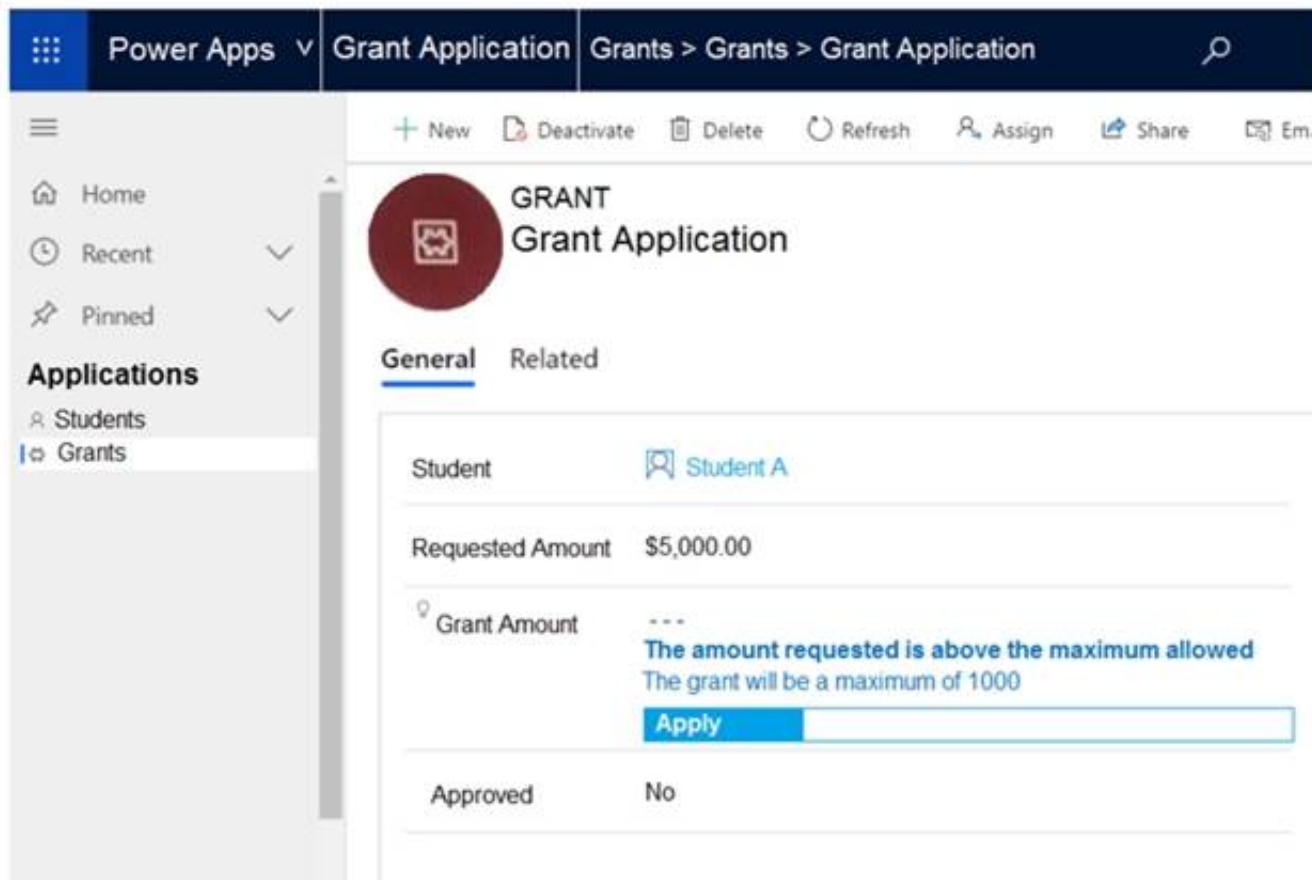 Power Apps ∨ Grant Application Grants > Grants > Grant Application
New Deactivate Delete Refresh Assign Share Ema
Home
Recent
Pinned
Applications
Students
Grants
GRANT
Grant Application
General Related
Student Student A
Requested Amount $5,000.00
Grant Amount ---
The amount requested is above the maximum allowed
The grant will be a maximum of 1000
Apply
Approved No